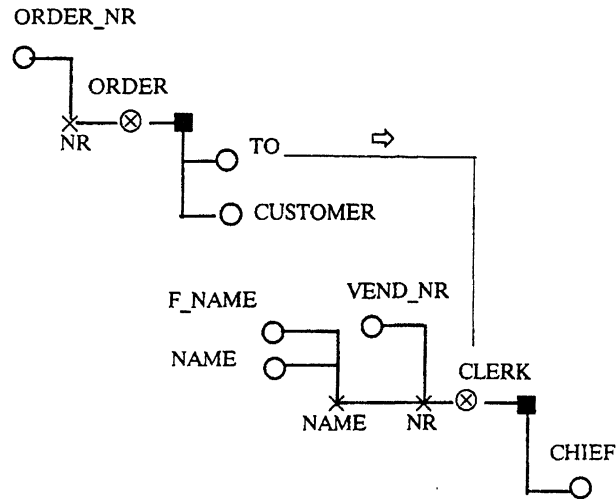 ORDER_NR
ORDER
NR
TO
CUSTOMER
F_NAME
VEND_NR
NAME
CLERK
NAME
NR
CHIEF